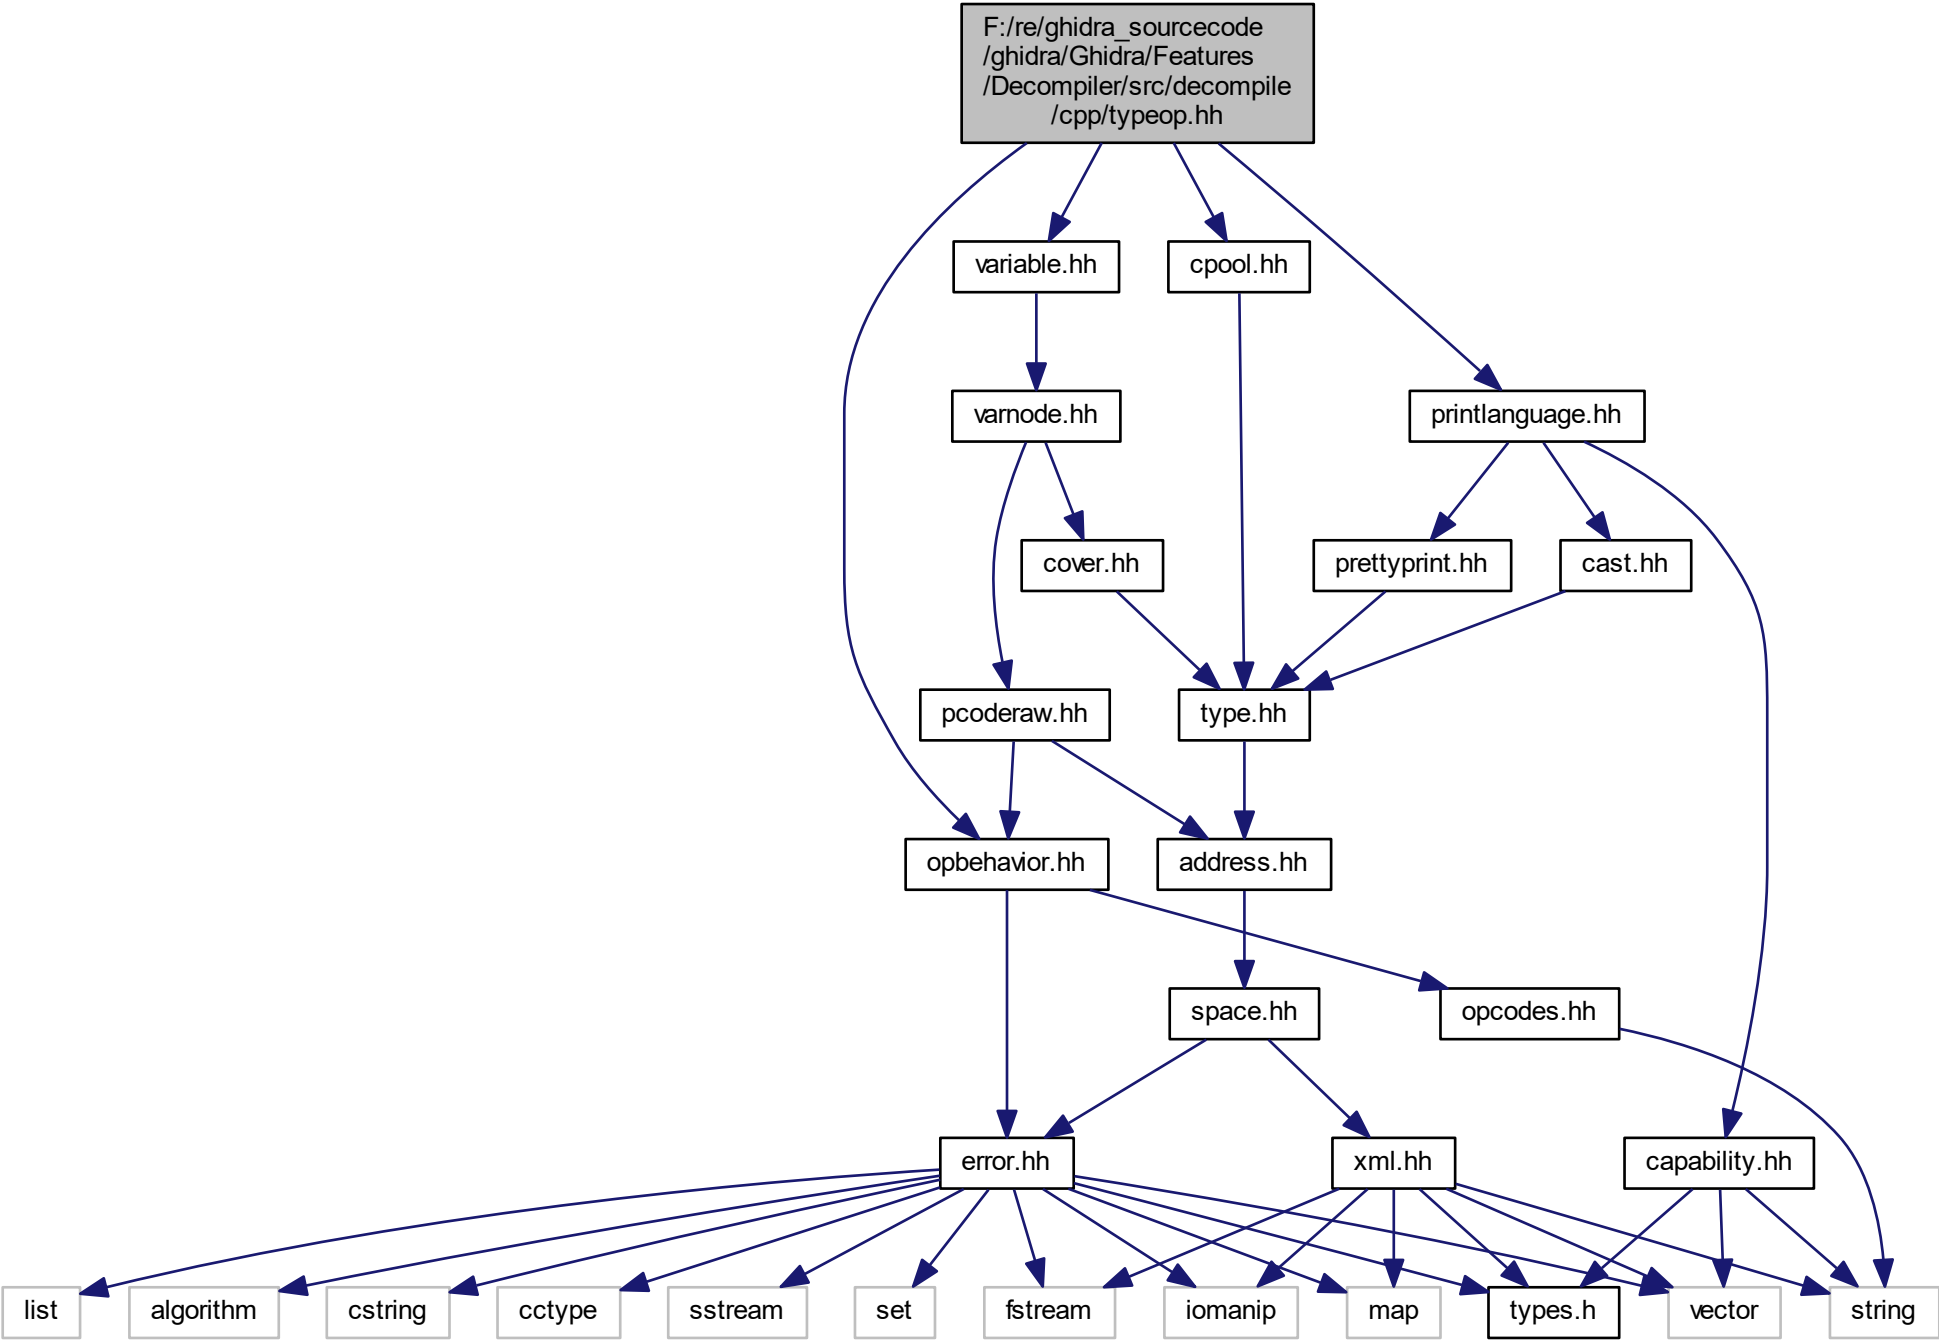 F:/re/ghidra_sourcecode
/ghidra/Ghidra/Features
/Decompiler/src/decompile
/cpp/typeop.hh
variable.hh
cpool.hh
varnode.hh
printlanguage.hh
cover.hh
prettyprint.hh
cast.hh
pcoderaw.hh
type.hh
opbehavior.hh
address.hh
space.hh
opcodes.hh
error.hh
xml.hh
capability.hh
list
algorithm
cstring
cctype
sstream
set
fstream
iomanip
map
types.h
vector
string